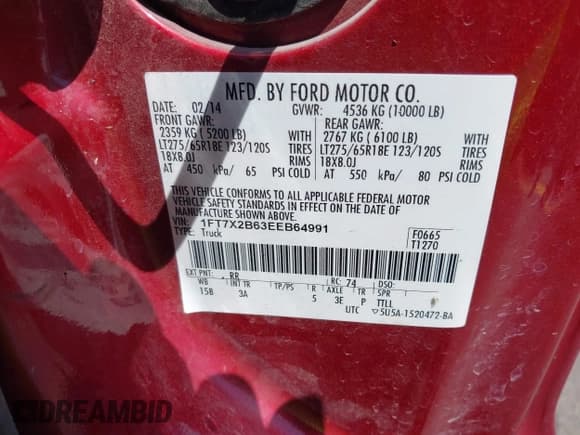 MFD. BY FORD MOTOR CO.
DATE: 02/14 GVWR: 4536 KG (10000 LB)
FRONT GAWR: REAR GAWR:
2359 KG ( 5200 LB) WITH 2767 KG ( 6100 LB) WITH
LT275/65R18E 123/120S TIRES LT275/65R18E 123/120S TIRES
18X8.0J RIMS 18X8.0J RIMS
AT 450 kPa/ 65 PSI COLD AT 550 kPa/ 80 PSI COLD
THIS VEHICLE CONFORMS TO ALL APPLICABLE FEDERAL MOTOR
VEHICLE SAFETY STANDARDS IN EFFECT ON THE DATE OF
MANUFACTURE SHOWN ABOVE.
VIN: 1FT7X2B63EEB64991 F0665
TYPE: Truck T1270
EXT PNT: RR RC: 74 DSO:
WB INT TR TP/PS R AXLE TR SPR
158 3A 5 3E P TTLL
UTC ▽5U5A-1520472-BA
DREAMBID